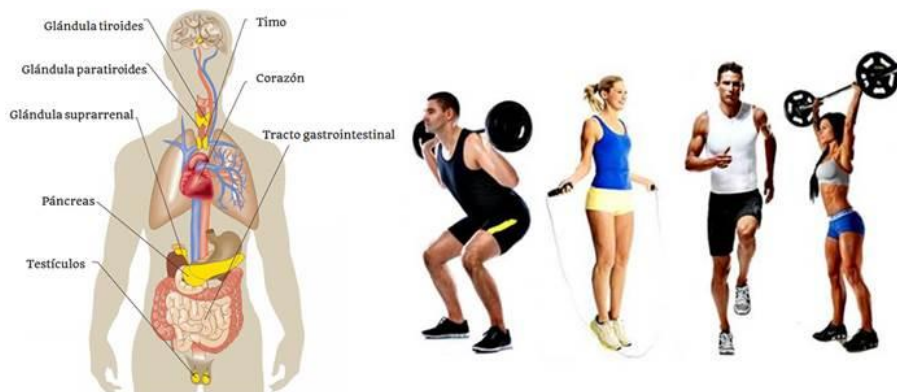 Glándula tiroides
Timo
Glándula paratiroides
Corazón
Glándula suprarrenal
Tracto gastrointestinal
Páncreas
Testículos